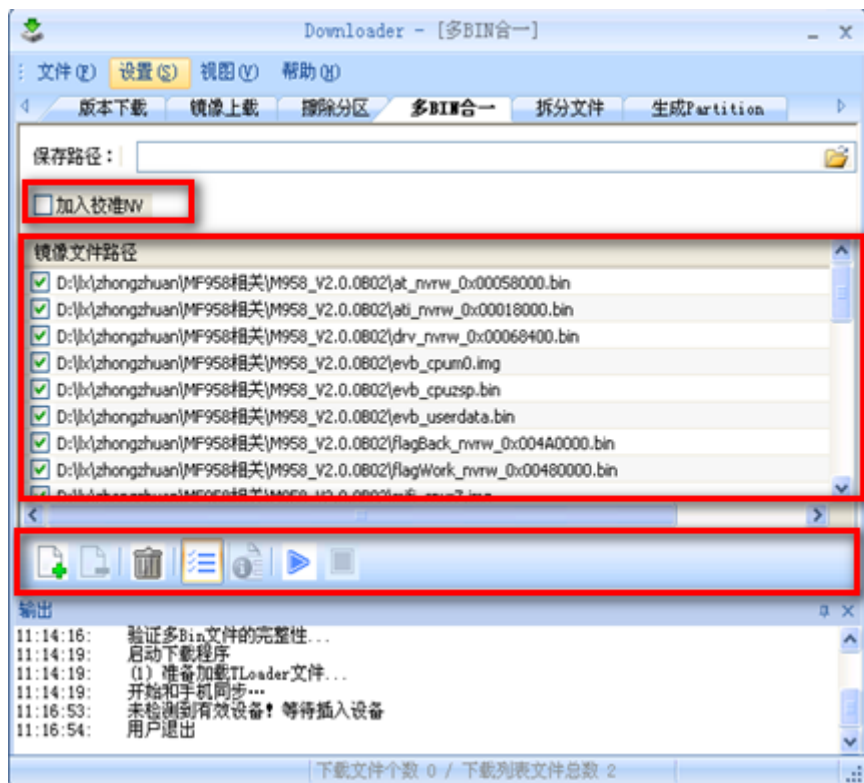 Downloader - [多BIN合一]
文件(F) 设置(S) 视图(V) 帮助(H)
版本下载 镜像上载 擦除分区 多BIN合一 拆分文件 生成Partition
保存路径：
加入校准NV
镜像文件路径
D:\lx\zhongzhuan\MF958相关\M958_V2.0.0B02\at_nvrw_0x00058000.bin
D:\lx\zhongzhuan\MF958相关\M958_V2.0.0B02\ati_nvrw_0x00018000.bin
D:\lx\zhongzhuan\MF958相关\M958_V2.0.0B02\drv_nvrw_0x00068400.bin
D:\lx\zhongzhuan\MF958相关\M958_V2.0.0B02\evb_cpum0.img
D:\lx\zhongzhuan\MF958相关\M958_V2.0.0B02\evb_cpuzsp.bin
D:\lx\zhongzhuan\MF958相关\M958_V2.0.0B02\evb_userdata.bin
D:\lx\zhongzhuan\MF958相关\M958_V2.0.0B02\flagBack_nvrw_0x004A0000.bin
D:\lx\zhongzhuan\MF958相关\M958_V2.0.0B02\flagWork_nvrw_0x00480000.bin
输出
11:14:16: 验证多Bin文件的完整性...
11:14:19: 启动下载程序
11:14:19: (1) 准备加载TLoader文件...
11:14:19: 开始和手机同步…
11:16:53: 未检测到有效设备! 等待插入设备
11:16:54: 用户退出
下载文件个数 0 / 下载列表文件总数 2